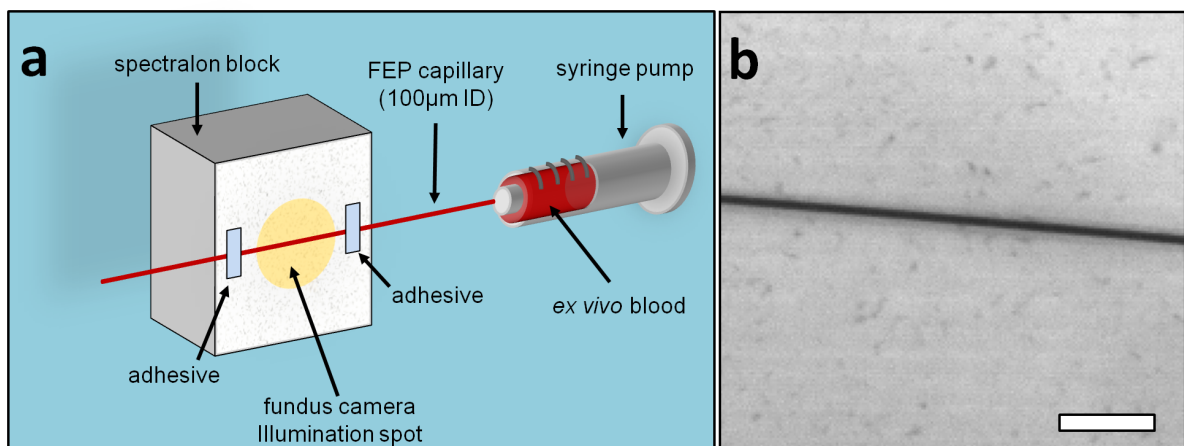 a
spectralon block
FEP capillary
(100µm ID)
syringe pump
adhesive
ex vivo blood
adhesive
fundus camera
Illumination spot
b